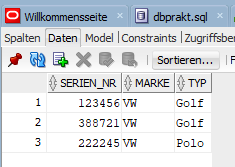 Willkommensseite dbprakt.sql
Spalten Daten Model Constraints Zugriffsber
SQL Sortieren...
SERIEN_NR MARKE TYP
1 123456 VW Golf
2 388721 VW Golf
3 222245 VW Polo